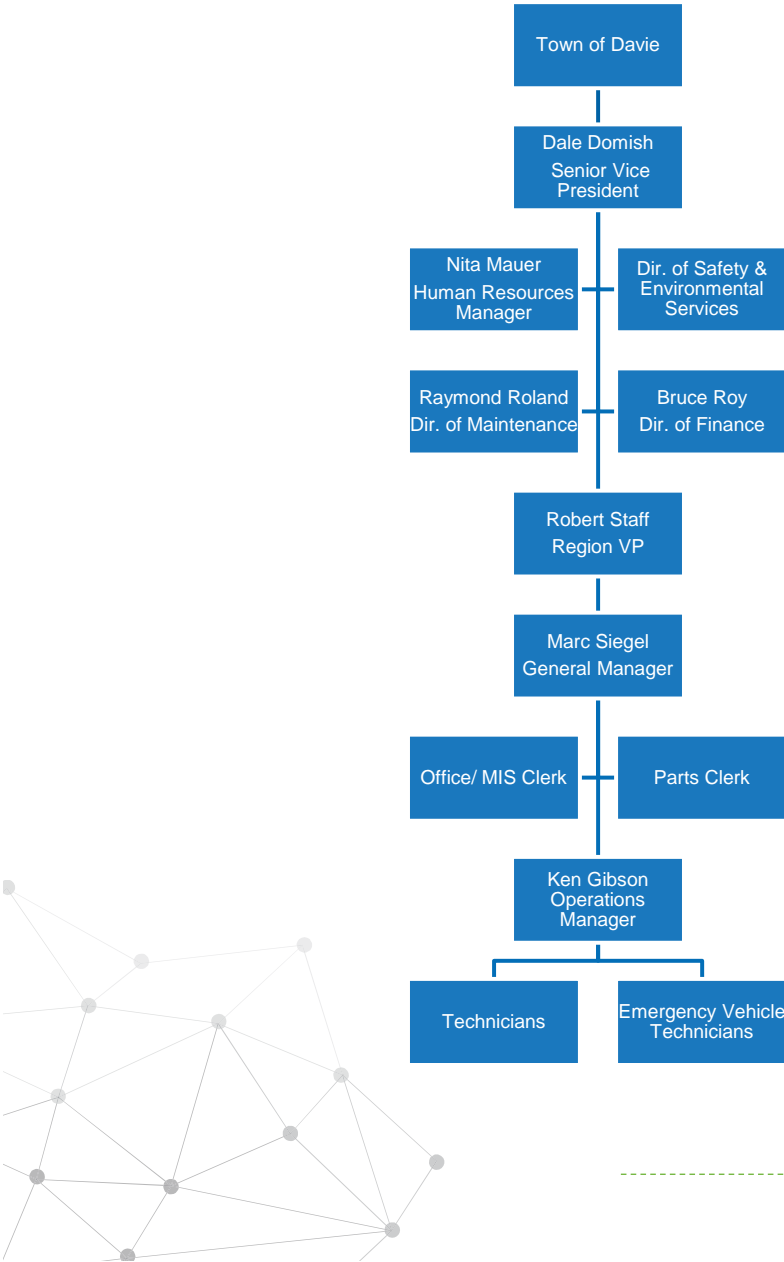 Town of Davie
Dale Domish
Senior Vice
President
Nita Mauer
Human Resources
Manager
Dir. of Safety &
Environmental
Services
Raymond Roland
Dir. of Maintenance
Bruce Roy
Dir. of Finance
Robert Staff
Region VP
Marc Siegel
General Manager
Office/ MIS Clerk
Parts Clerk
Ken Gibson
Operations
Manager
Technicians
Emergency Vehicle
Technicians